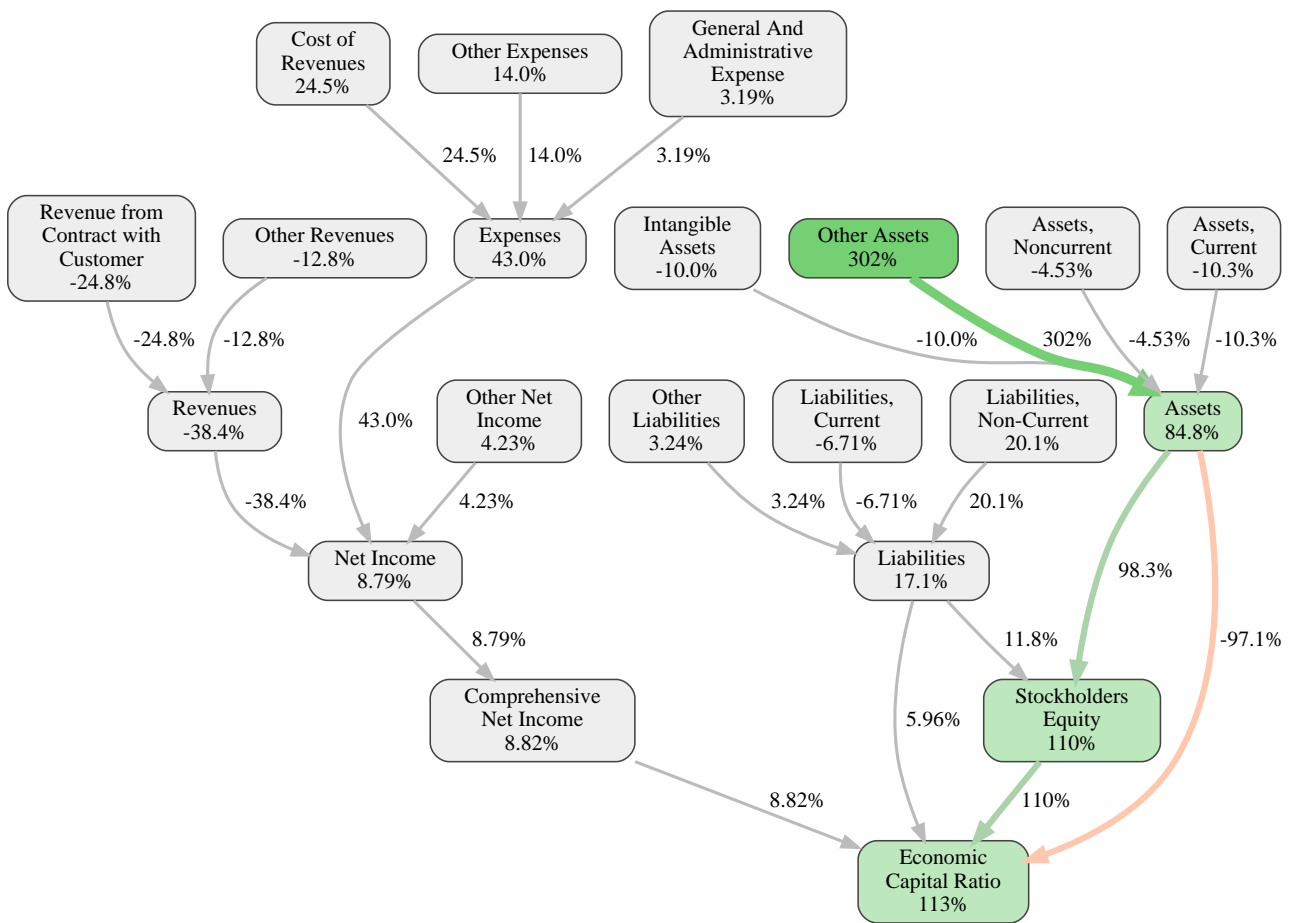 Cost of
Revenues
24.5%
Other Expenses
14.0%
General And
Administrative
Expense
3.19%
24.5%
14.0%
3.19%
Revenue from
Contract with
Customer
-24.8%
Other Revenues
-12.8%
Expenses
43.0%
Intangible
Assets
-10.0%
Other Assets
302%
Assets,
Noncurrent
-4.53%
Assets,
Current
-10.3%
-24.8%
-12.8%
-10.0%
302%
-4.53%
-10.3%
Revenues
-38.4%
43.0%
Other Net
Income
4.23%
Other
Liabilities
3.24%
Liabilities,
Current
-6.71%
Liabilities,
Non-Current
20.1%
Assets
84.8%
-38.4%
4.23%
3.24%
-6.71%
20.1%
Net Income
8.79%
Liabilities
17.1%
98.3%
8.79%
11.8%
-97.1%
Comprehensive
Net Income
8.82%
5.96%
Stockholders
Equity
110%
8.82%
110%
Economic
Capital Ratio
113%